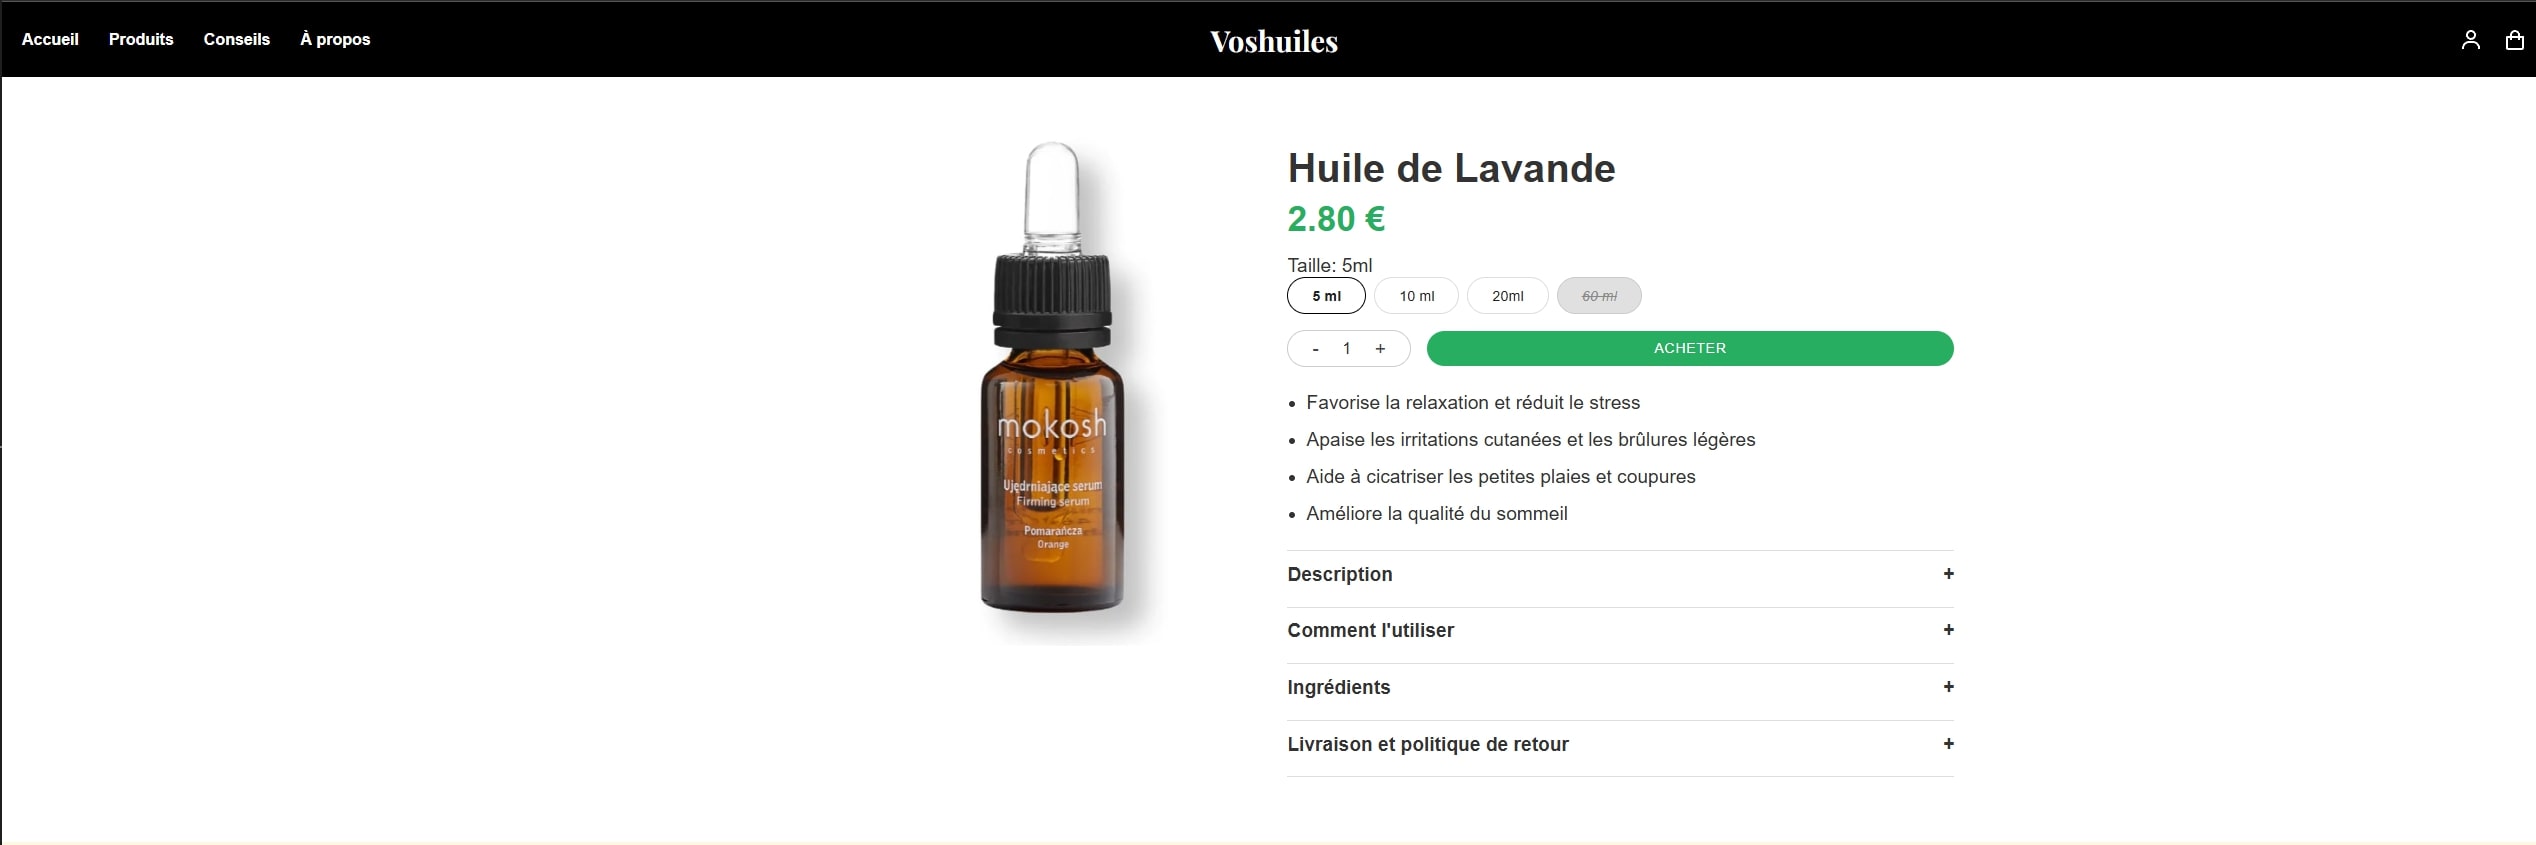 Accueil Produits Conseils À propos Voshuiles
Huile de Lavande
2.80 €
Taille: 5ml
5 ml 10 ml 20ml 60 ml
- 1 + ACHETER
Favorise la relaxation et réduit le stress
Apaise les irritations cutanées et les brûlures légères
Aide à cicatriser les petites plaies et coupures
Améliore la qualité du sommeil
Description +
Comment l'utiliser +
Ingrédients +
Livraison et politique de retour +
mokosh
cosmetics
Ujędrniające serum
Firming serum
Pomarańcza
Orange